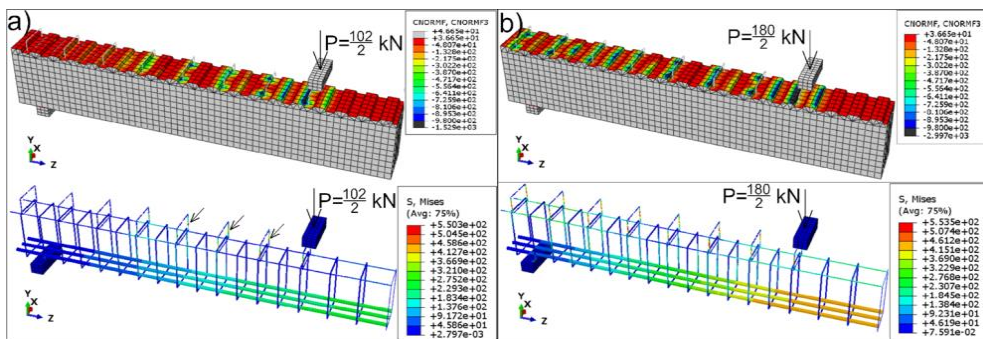 a)
P=102/2 kN
CNORMF, CNORMF3
+4.665e+01
+3.665e+01
-4.807e+01
-1.328e+02
-2.175e+02
-3.022e+02
-3.870e+02
-4.717e+02
-5.564e+02
-6.411e+02
-7.259e+02
-8.106e+02
-8.953e+02
-9.800e+02
-1.529e+03
Y
X
Z
P=102/2 kN
S, Mises
(Avg: 75%)
+5.503e+02
+5.045e+02
+4.586e+02
+4.127e+02
+3.669e+02
+3.210e+02
+2.752e+02
+2.293e+02
+1.834e+02
+1.376e+02
+9.172e+01
+4.586e+01
+2.797e-03
Y
X
Z
b)
P=180/2 kN
CNORMF, CNORMF3
+3.665e+01
-4.807e+01
-1.328e+02
-2.175e+02
-3.022e+02
-3.870e+02
-4.717e+02
-5.564e+02
-6.411e+02
-7.259e+02
-8.106e+02
-8.953e+02
-9.800e+02
-2.997e+03
Y
X
Z
P=180/2 kN
S, Mises
(Avg: 75%)
+5.535e+02
+5.074e+02
+4.612e+02
+4.151e+02
+3.690e+02
+3.229e+02
+2.768e+02
+2.307e+02
+1.845e+02
+1.384e+02
+9.231e+01
+4.619e+01
+7.591e-02
Y
X
Z